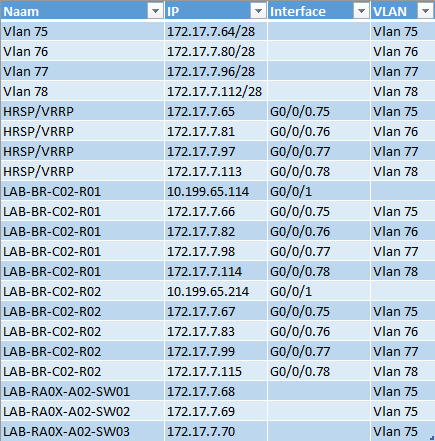 Naam IP Interface VLAN
Vlan 75 172.17.7.64/28 Vlan 75
Vlan 76 172.17.7.80/28 Vlan 76
Vlan 77 172.17.7.96/28 Vlan 77
Vlan 78 172.17.7.112/28 Vlan 78
HRSP/VRRP 172.17.7.65 G0/0/0.75 Vlan 75
HRSP/VRRP 172.17.7.81 G0/0/0.76 Vlan 76
HRSP/VRRP 172.17.7.97 G0/0/0.77 Vlan 77
HRSP/VRRP 172.17.7.113 G0/0/0.78 Vlan 78
LAB-BR-C02-R01 10.199.65.114 G0/0/1
LAB-BR-C02-R01 172.17.7.66 G0/0/0.75 Vlan 75
LAB-BR-C02-R01 172.17.7.82 G0/0/0.76 Vlan 76
LAB-BR-C02-R01 172.17.7.98 G0/0/0.77 Vlan 77
LAB-BR-C02-R01 172.17.7.114 G0/0/0.78 Vlan 78
LAB-BR-C02-R02 10.199.65.214 G0/0/1
LAB-BR-C02-R02 172.17.7.67 G0/0/0.75 Vlan 75
LAB-BR-C02-R02 172.17.7.83 G0/0/0.76 Vlan 76
LAB-BR-C02-R02 172.17.7.99 G0/0/0.77 Vlan 77
LAB-BR-C02-R02 172.17.7.115 G0/0/0.78 Vlan 78
LAB-RA0X-A02-SW01 172.17.7.68 Vlan 75
LAB-RA0X-A02-SW02 172.17.7.69 Vlan 75
LAB-RA0X-A02-SW03 172.17.7.70 Vlan 75